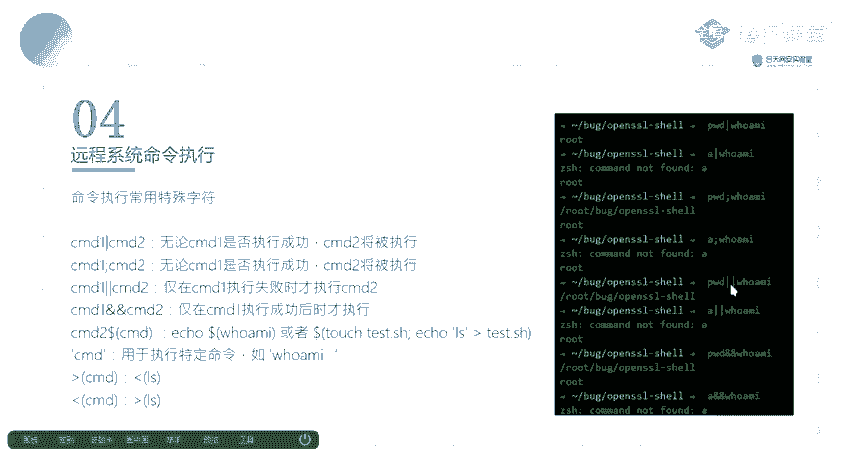 04
远程系统命令执行
命令执行常用特殊字符
cmd1|cmd2：无论cmd1是否执行成功，cmd2将被执行
cmd1;cmd2：无论cmd1是否执行成功，cmd2将被执行
cmd1||cmd2：仅在cmd1执行失败时才执行cmd2
cmd1&&cmd2：仅在cmd1执行成功后时才执行
cmd2$(cmd) ：echo $(whoami) 或者 $(touch test.sh; echo 'ls' > test.sh)
'cmd'：用于执行特定命令，如 'whoami '
>(cmd)：<(ls)
<(cmd)：>(ls)
合天网安实验室
→ ~/bug/openssl-shell → pwd|whoami
root
→ ~/bug/openssl-shell → a|whoami
zsh: command not found: a
root
→ ~/bug/openssl-shell → pwd;whoami
/root/bug/openssl-shell
root
→ ~/bug/openssl-shell → a;whoami
zsh: command not found: a
root
→ ~/bug/openssl-shell → pwd||whoami
/root/bug/openssl-shell
→ ~/bug/openssl-shell → a||whoami
zsh: command not found: a
root
→ ~/bug/openssl-shell → pwd&&whoami
/root/bug/openssl-shell
root
→ ~/bug/openssl-shell → a&&whoami
zsh: command not found: a